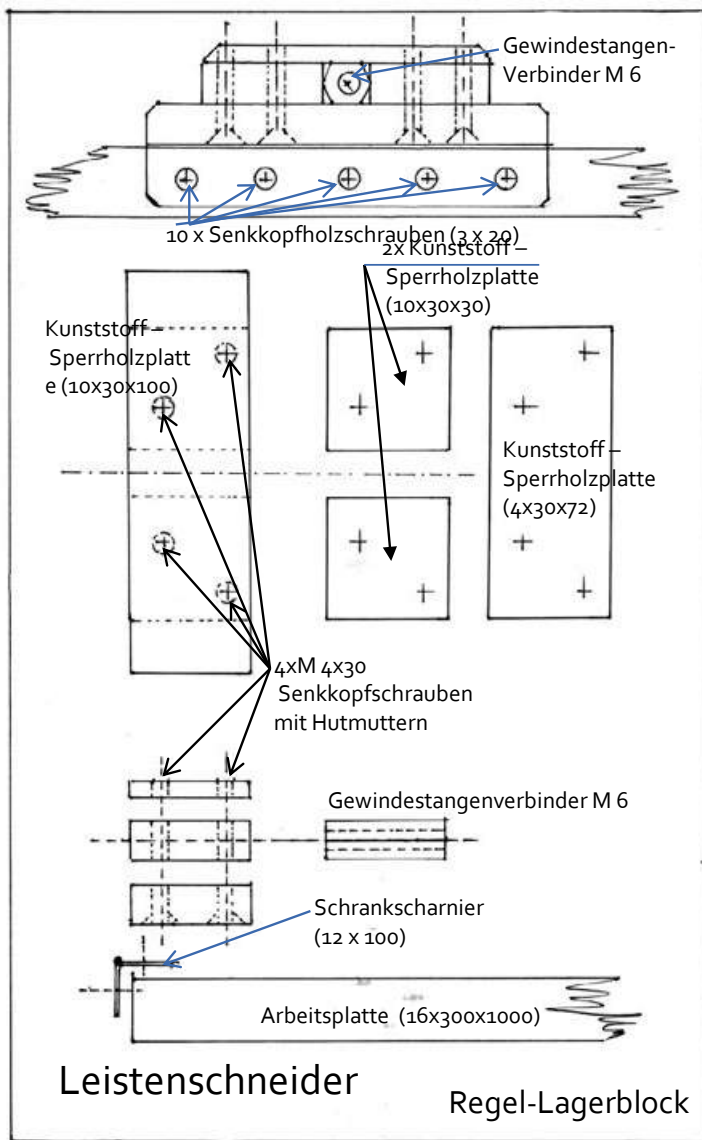 Gewindestangen-
Verbinder M 6
10 x Senkkopfholzschrauben (3 x 20)
2x Kunststoff –
Sperrholzplatte
(10x30x30)
Kunststoff –
Sperrholzplatt
e (10x30x100)
Kunststoff –
Sperrholzplatte
(4x30x72)
4xM 4x30
Senkkopfschrauben
mit Hutmuttern
Gewindestangenverbinder M 6
Schrankscharnier
(12 x 100)
Arbeitsplatte (16x300x1000)
Leistenschneider
Regel-Lagerblock